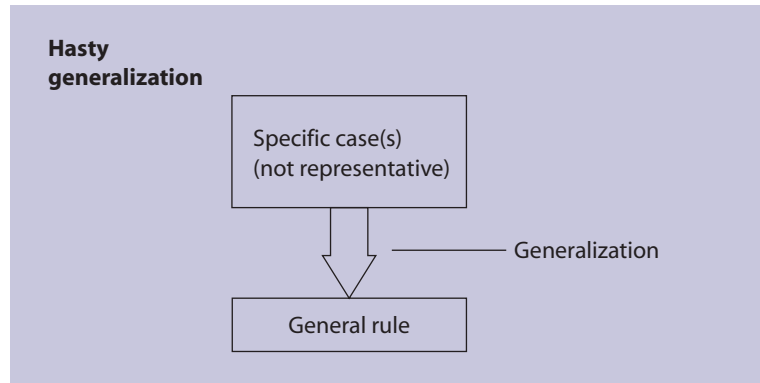 Hasty
generalization
Specific case(s)
(not representative)
Generalization
General rule